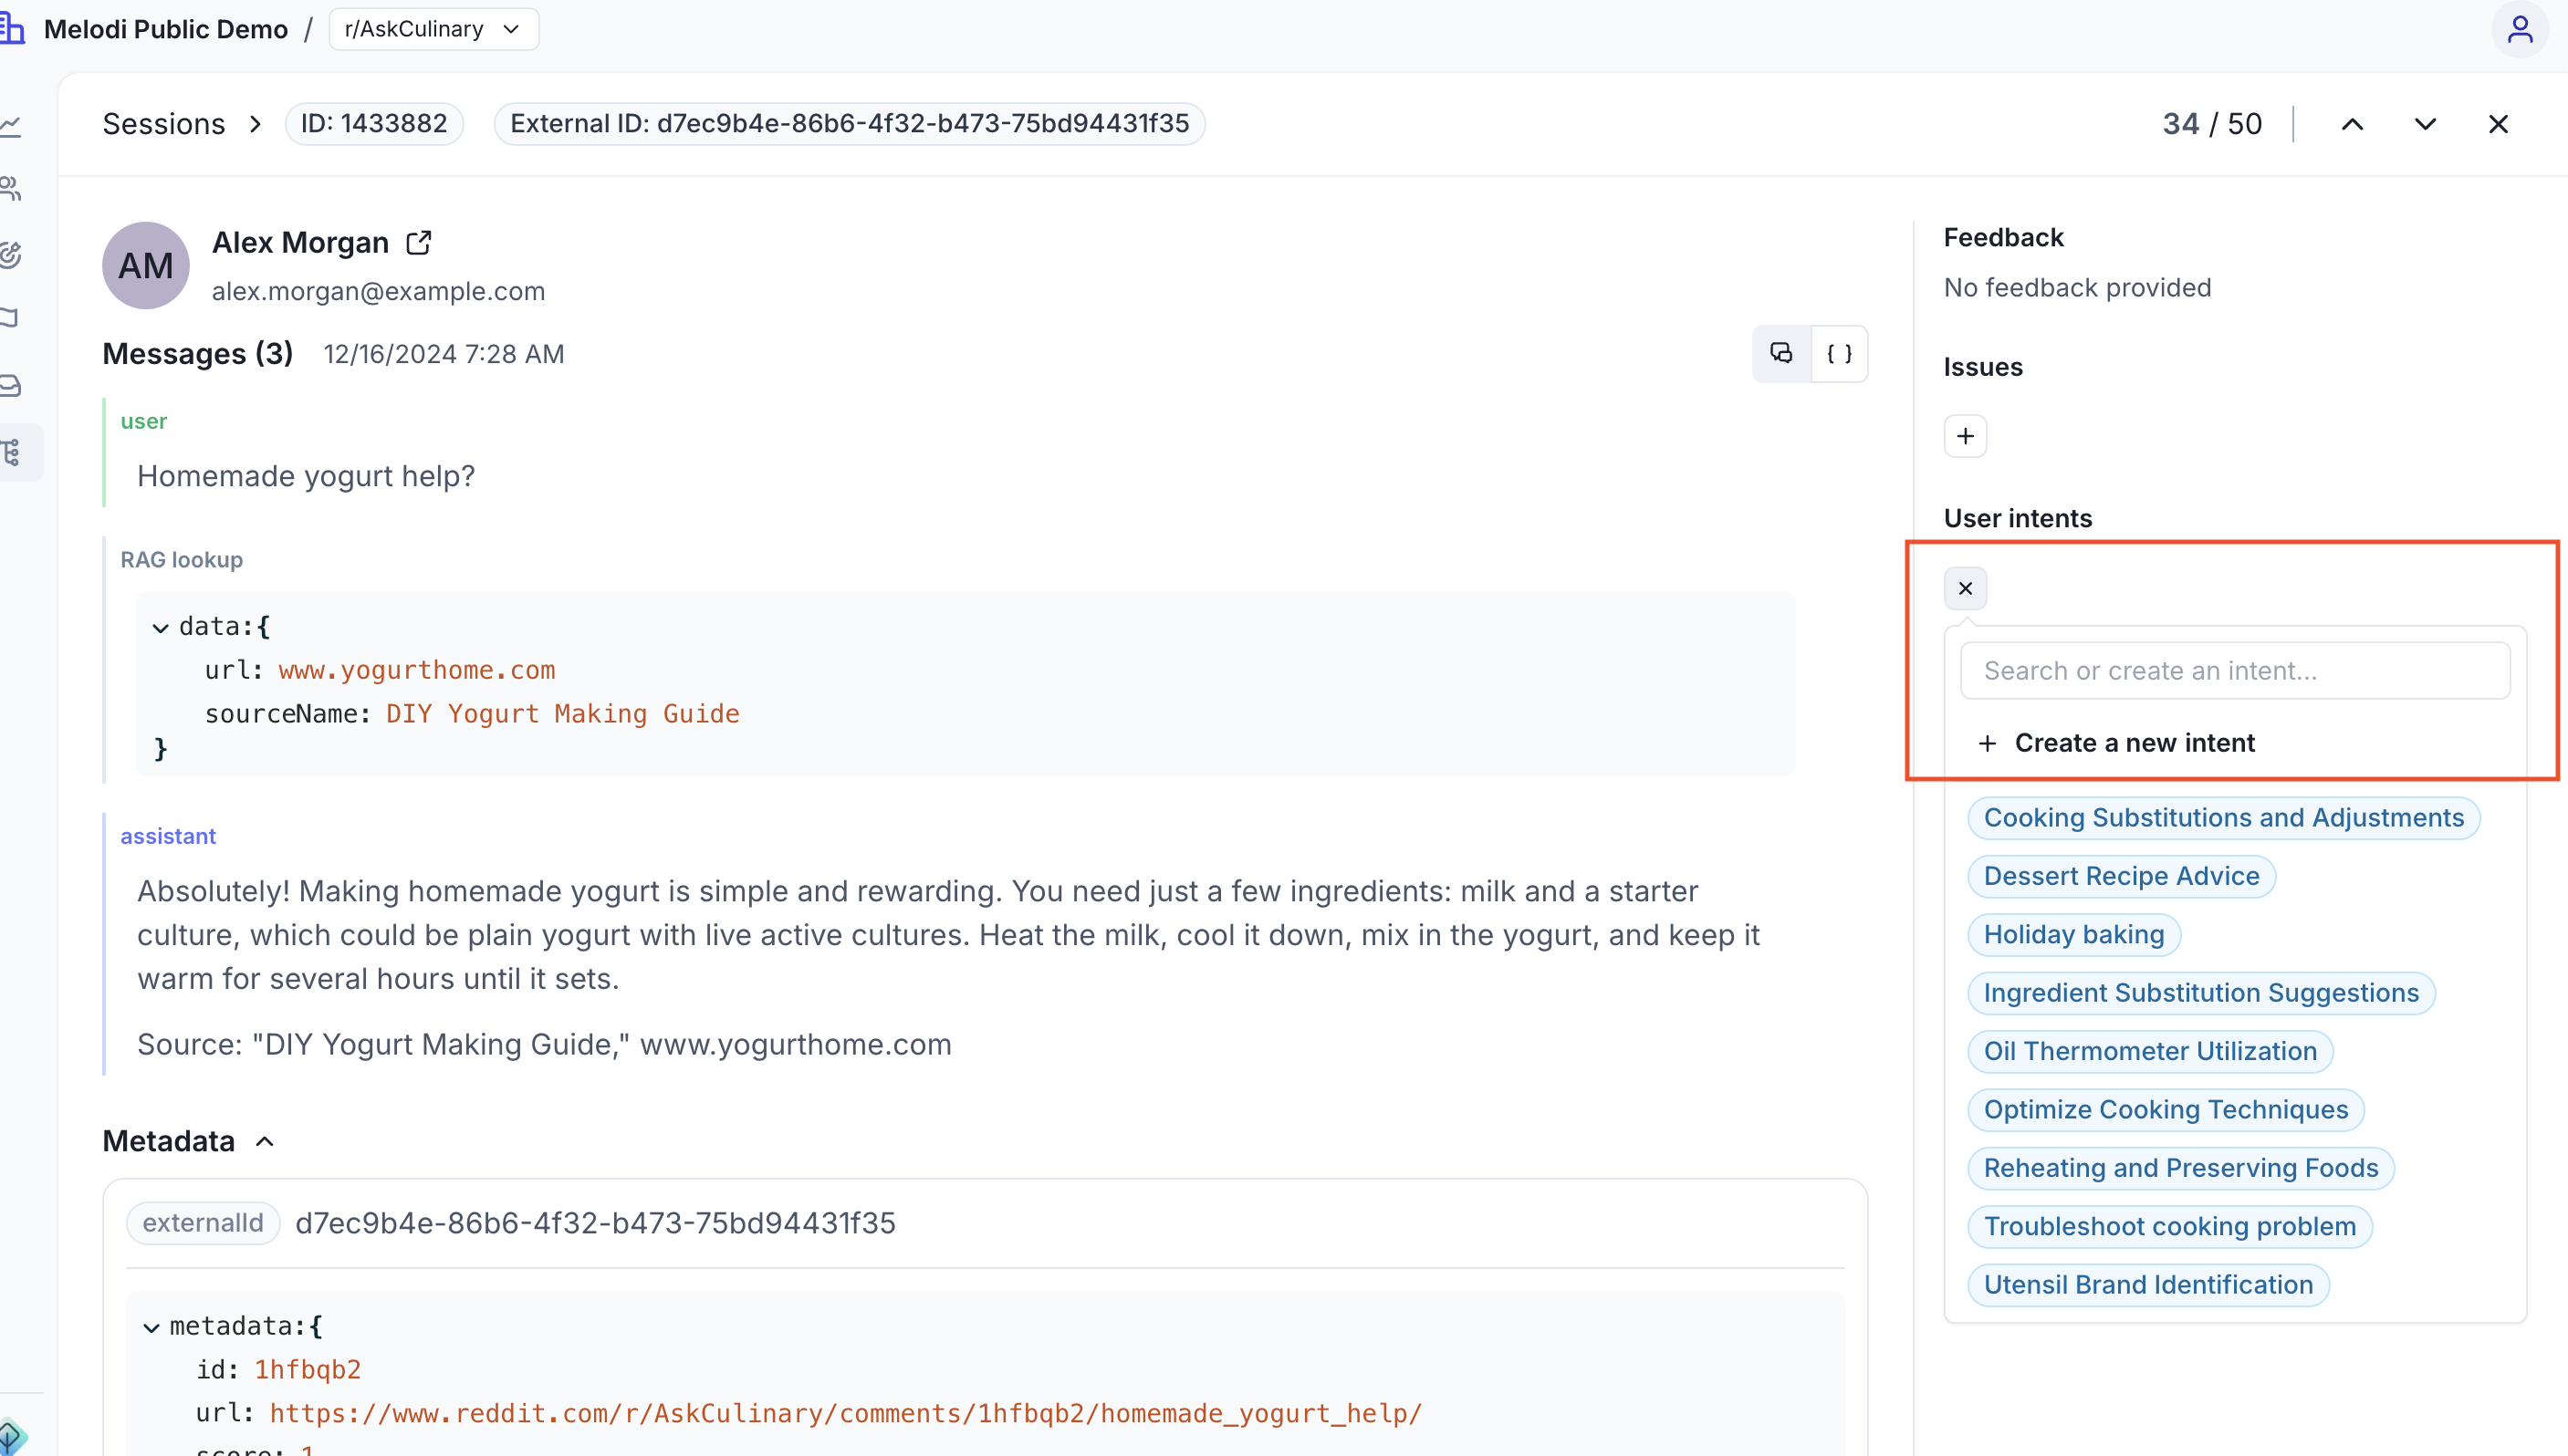 Melodi Public Demo / r/AskCulinary
Sessions ID: 1433882 External ID: d7ec9b4e-86b6-4f32-b473-75bd94431f35 34 / 50
AM
Alex Morgan
alex.morgan@example.com
Messages (3) 12/16/2024 7:28 AM
{ }
user
Homemade yogurt help?
RAG lookup
data:{
url: www.yogurthome.com
sourceName: DIY Yogurt Making Guide
}
assistant
Absolutely! Making homemade yogurt is simple and rewarding. You need just a few ingredients: milk and a starter
culture, which could be plain yogurt with live active cultures. Heat the milk, cool it down, mix in the yogurt, and keep it
warm for several hours until it sets.
Source: "DIY Yogurt Making Guide," www.yogurthome.com
Metadata
externalId d7ec9b4e-86b6-4f32-b473-75bd94431f35
metadata:{
id: 1hfbqb2
url: https://www.reddit.com/r/AskCulinary/comments/1hfbqb2/homemade_yogurt_help/
score: 1
Feedback
No feedback provided
Issues
+
User intents
Search or create an intent...
+ Create a new intent
Cooking Substitutions and Adjustments
Dessert Recipe Advice
Holiday baking
Ingredient Substitution Suggestions
Oil Thermometer Utilization
Optimize Cooking Techniques
Reheating and Preserving Foods
Troubleshoot cooking problem
Utensil Brand Identification